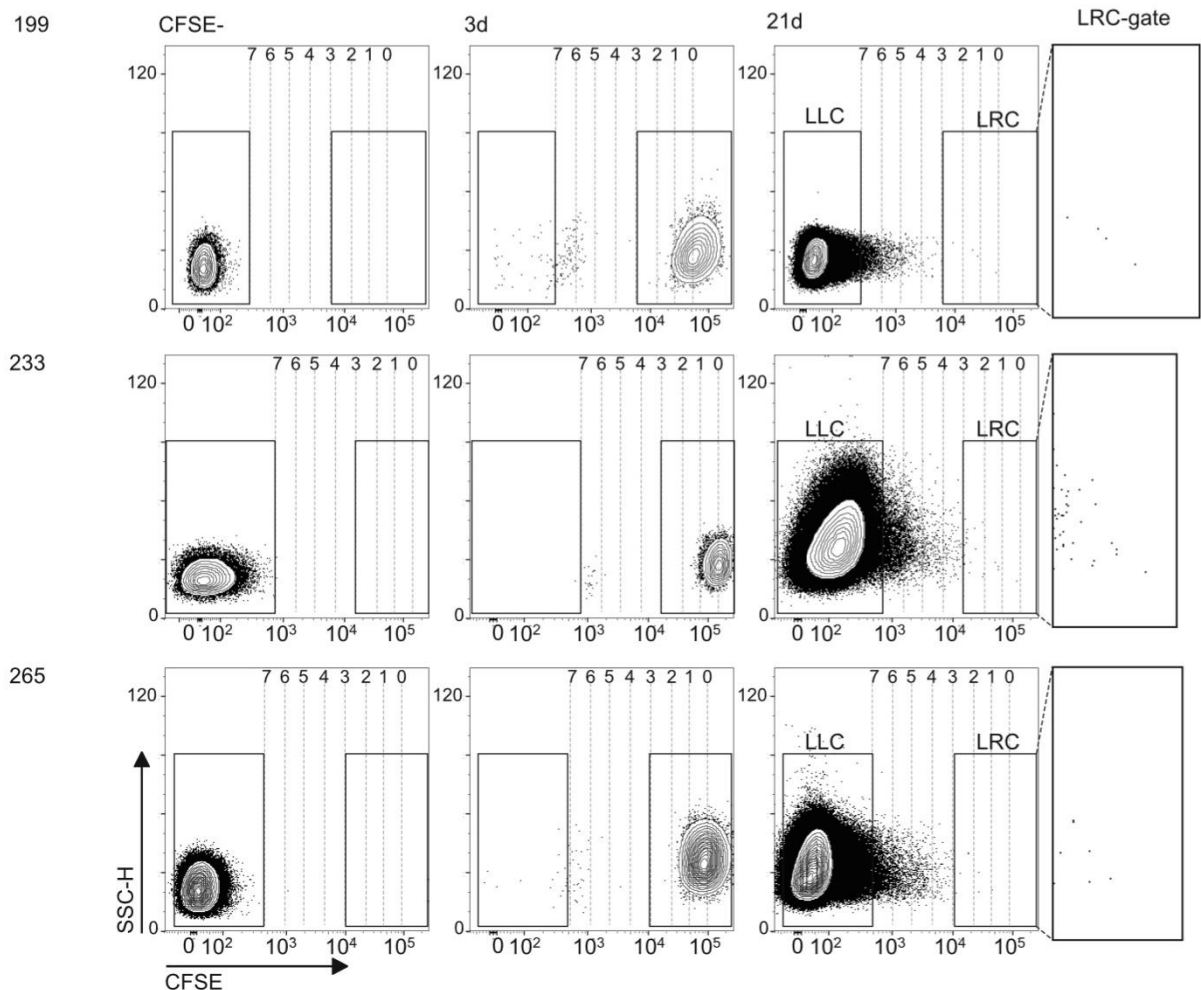 199 CFSE- 3d 21d LRC-gate
7 6 5 4 3 2 1 0 7 6 5 4 3 2 1 0 7 6 5 4 3 2 1 0
120 120 120
LLC LRC
0 0 0
0 10² 10³ 10⁴ 10⁵ 0 10² 10³ 10⁴ 10⁵ 0 10² 10³ 10⁴ 10⁵
233
7 6 5 4 3 2 1 0 7 6 5 4 3 2 1 0 7 6 5 4 3 2 1 0
120 120 120
LLC LRC
0 0 0
0 10² 10³ 10⁴ 10⁵ 0 10² 10³ 10⁴ 10⁵ 0 10² 10³ 10⁴ 10⁵
265
7 6 5 4 3 2 1 0 7 6 5 4 3 2 1 0 7 6 5 4 3 2 1 0
120 120 120
LLC LRC
SSC-H
0 0 0
0 10² 10³ 10⁴ 10⁵ 0 10² 10³ 10⁴ 10⁵ 0 10² 10³ 10⁴ 10⁵
CFSE